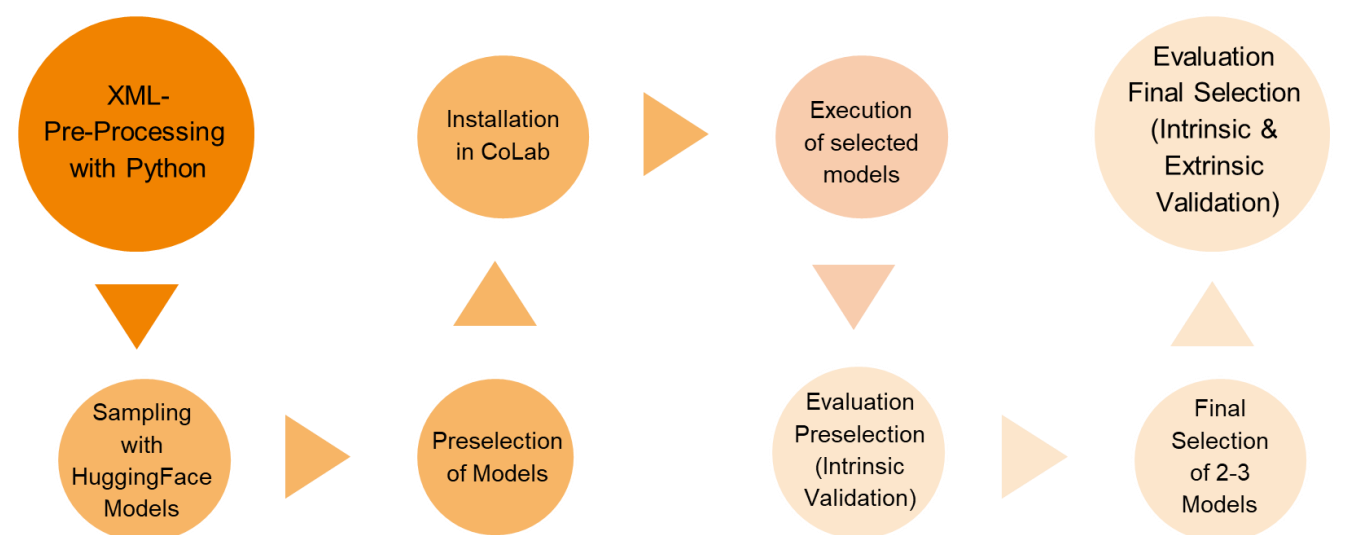 XML-
Pre-Processing
with Python
Sampling
with
HuggingFace
Models
Preselection
of Models
Installation
in CoLab
Execution
of selected
models
Evaluation
Preselection
(Intrinsic
Validation)
Final
Selection
of 2-3
Models
Evaluation
Final Selection
(Intrinsic &
Extrinsic
Validation)